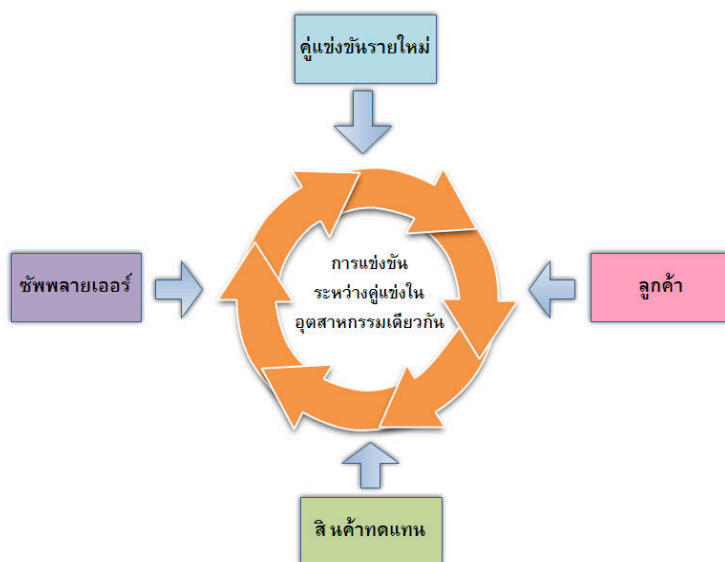 คู่แข่งขันรายใหม่
ซัพพลายเออร์
การแข่งขัน
ระหว่างคู่แข่งใน
อุตสาหกรรมเดียวกัน
ลูกค้า
สินค้าทดแทน